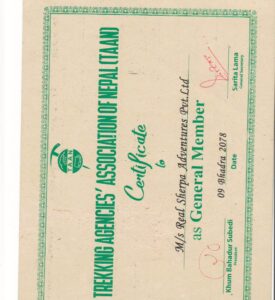 TREKKING AGENCIES' ASSOCIATION OF NEPAL (TAAN)
Certificate
to
M/s Real Sherpa Adventures Pvt.Ltd
as General Member
09 Bhadra 2078
Date
Khum Bahadur Subedi
President
Sarita Lama
General Secretary